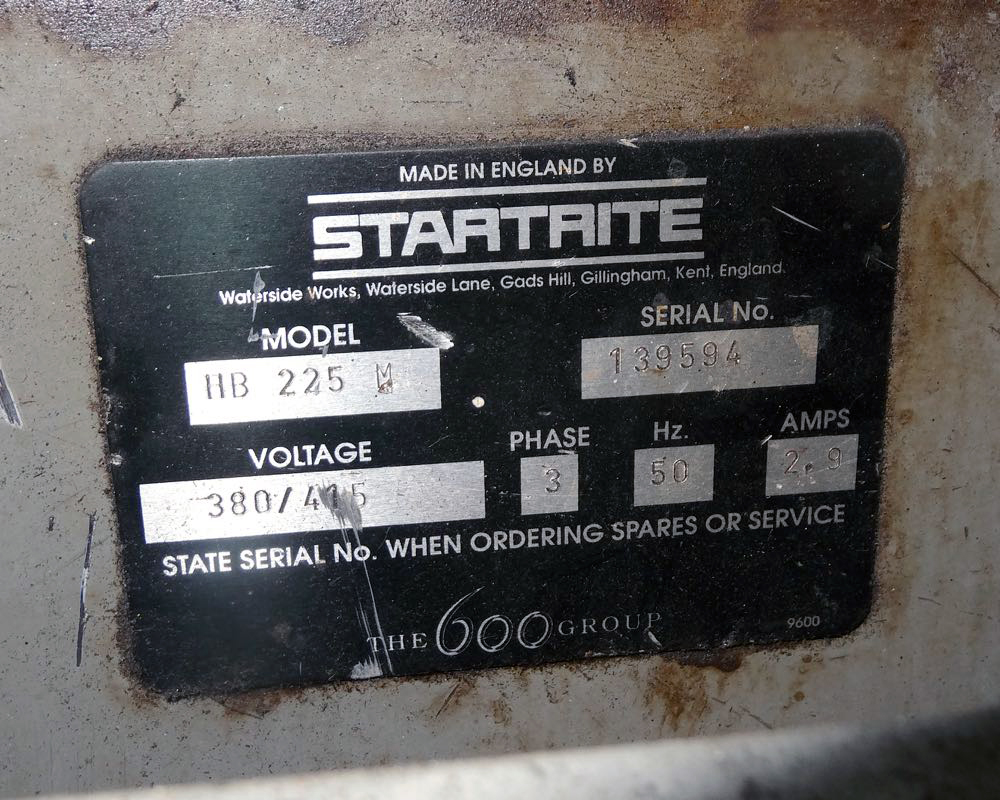 MADE IN ENGLAND BY
STARTRITE
Waterside Works, Waterside Lane, Gads Hill, Gillingham, Kent, England.
MODEL SERIAL No.
HB 225 M 139594
VOLTAGE PHASE Hz. AMPS
380/415 3 50 2.9
STATE SERIAL No. WHEN ORDERING SPARES OR SERVICE
THE 600 GROUP 9600